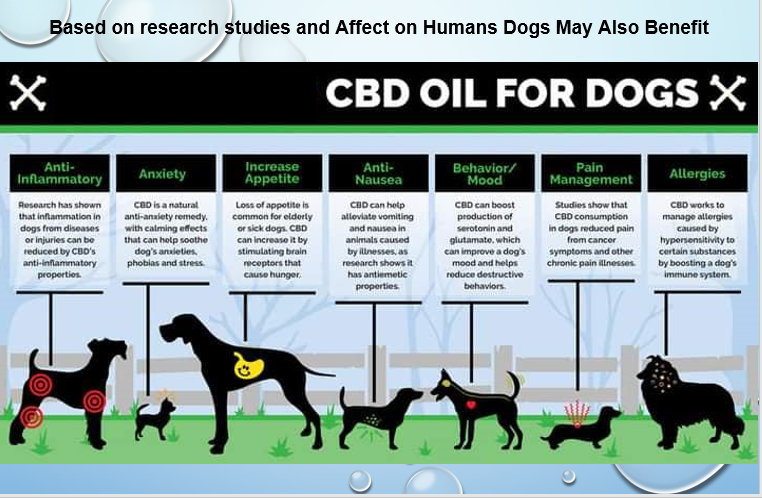 Based on research studies and Affect on Humans Dogs May Also Benefit
CBD OIL FOR DOGS
Anti-
Inflammatory
Research has shown
that inflammation in
dogs from diseases
or injuries can be
reduced by CBD's
anti-inflammatory
properties.
Anxiety
CBD is a natural
anti-anxiety remedy,
with calming effects
that can help soothe
dog's anxieties,
phobias and stress.
Increase
Appetite
Loss of appetite is
common for elderly
or sick dogs. CBD
can increase it by
stimulating brain
receptors that
cause hunger.
Anti-
Nausea
CBD can help
alleviate vomiting
and nausea in
animals caused
by illnesses, as
research shows it
has antiemetic
properties.
Behavior/
Mood
CBD can boost
production of
serotonin and
glutamate, which
can improve a dog's
mood and helps
reduce destructive
behaviors.
Pain
Management
Studies show that
CBD consumption
in dogs reduced pain
from cancer
symptoms and other
chronic pain illnesses.
Allergies
CBD works to
manage allergies
caused by
hypersensitivity to
certain substances
by boosting a dog's
immune system.